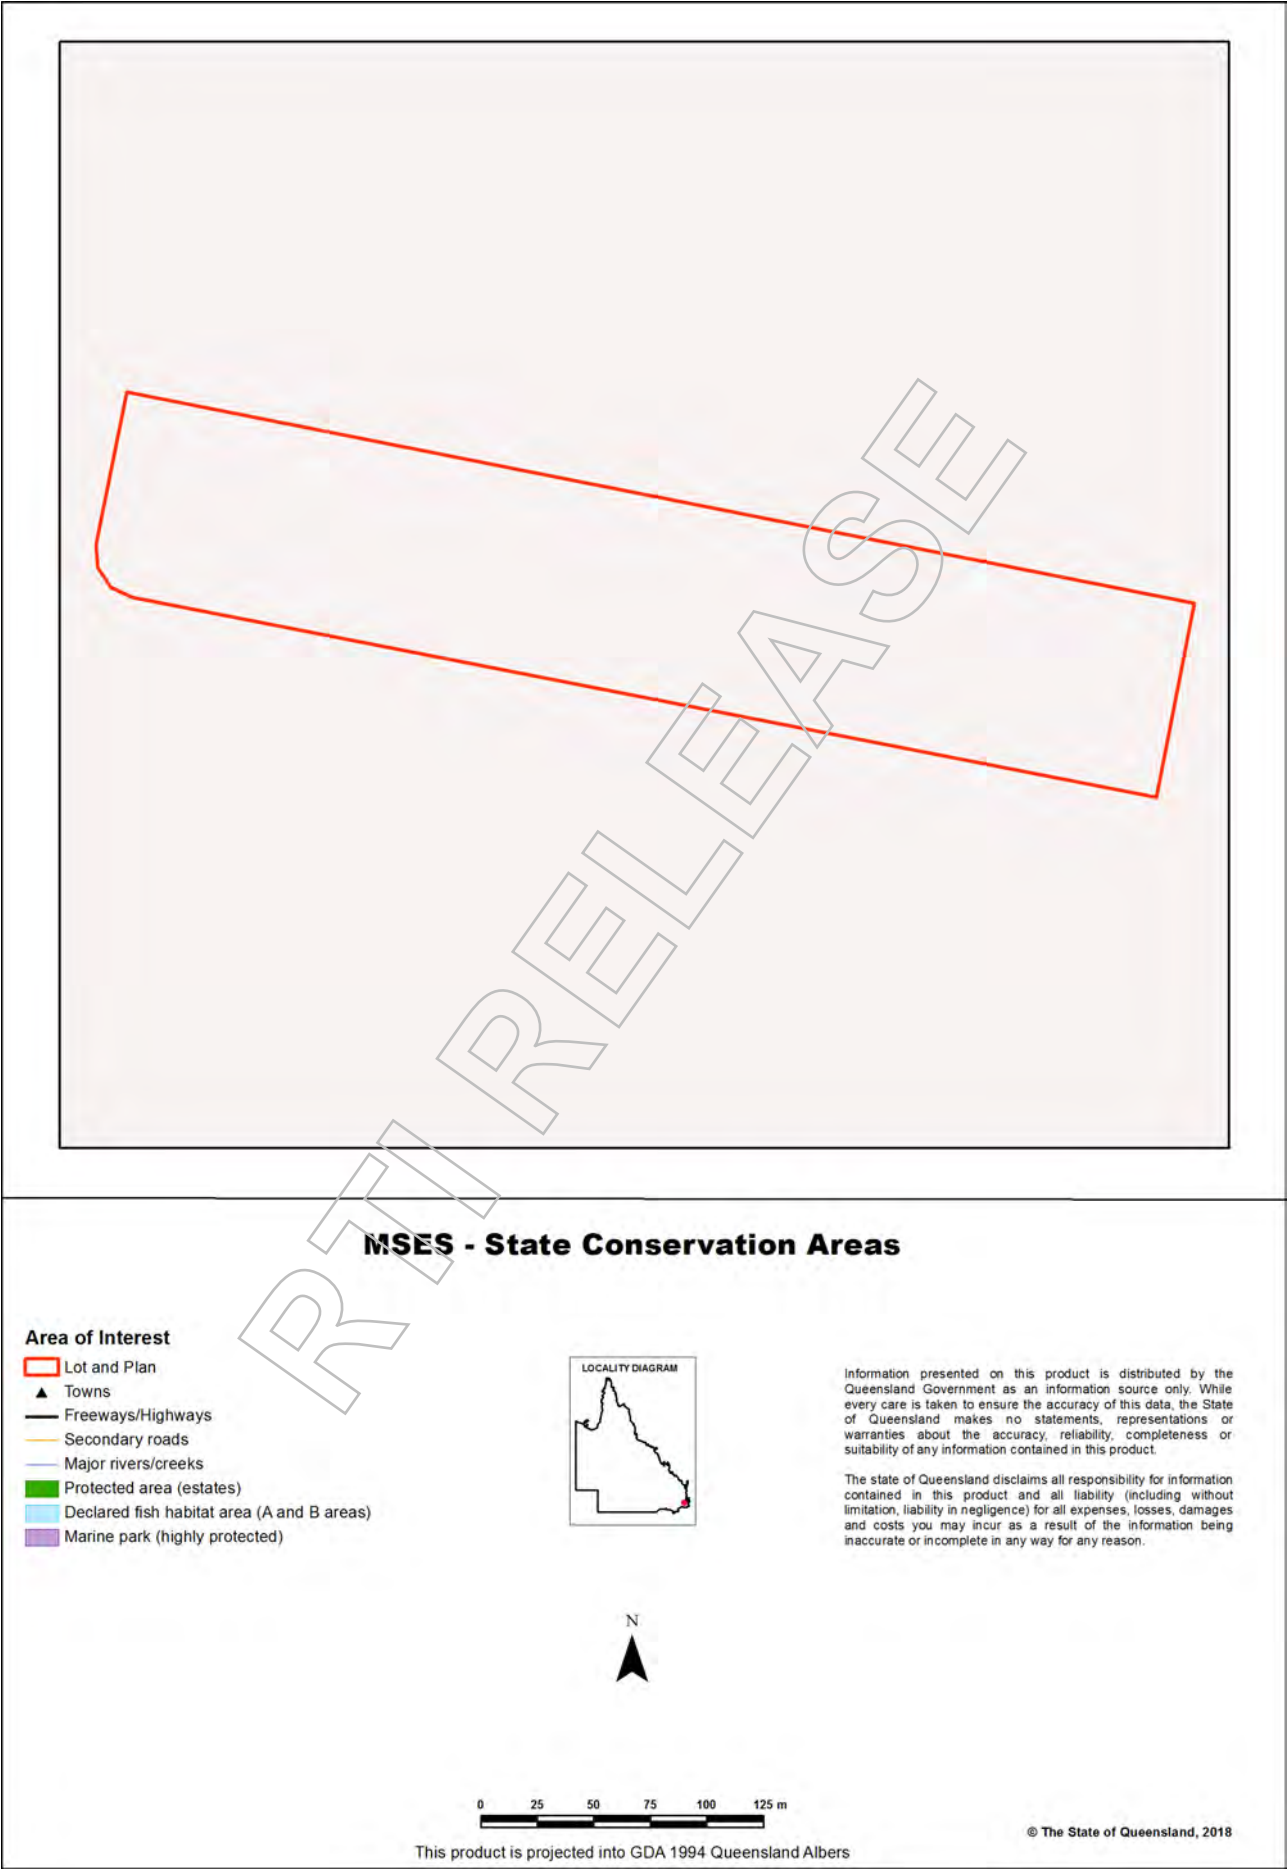 RTI RELEASE
MSES - State Conservation Areas
Area of Interest
Lot and Plan
Towns
Freeways/Highways
Secondary roads
Major rivers/creeks
Protected area (estates)
Declared fish habitat area (A and B areas)
Marine park (highly protected)
LOCALITY DIAGRAM
Information presented on this product is distributed by the
Queensland Government as an information source only. While
every care is taken to ensure the accuracy of this data, the State
of Queensland makes no statements, representations or
warranties about the accuracy, reliability, completeness or
suitability of any information contained in this product.
The state of Queensland disclaims all responsibility for information
contained in this product and all liability (including without
limitation, liability in negligence) for all expenses, losses, damages
and costs you may incur as a result of the information being
inaccurate or incomplete in any way for any reason.
N
0 25 50 75 100 125 m
This product is projected into GDA 1994 Queensland Albers
© The State of Queensland, 2018